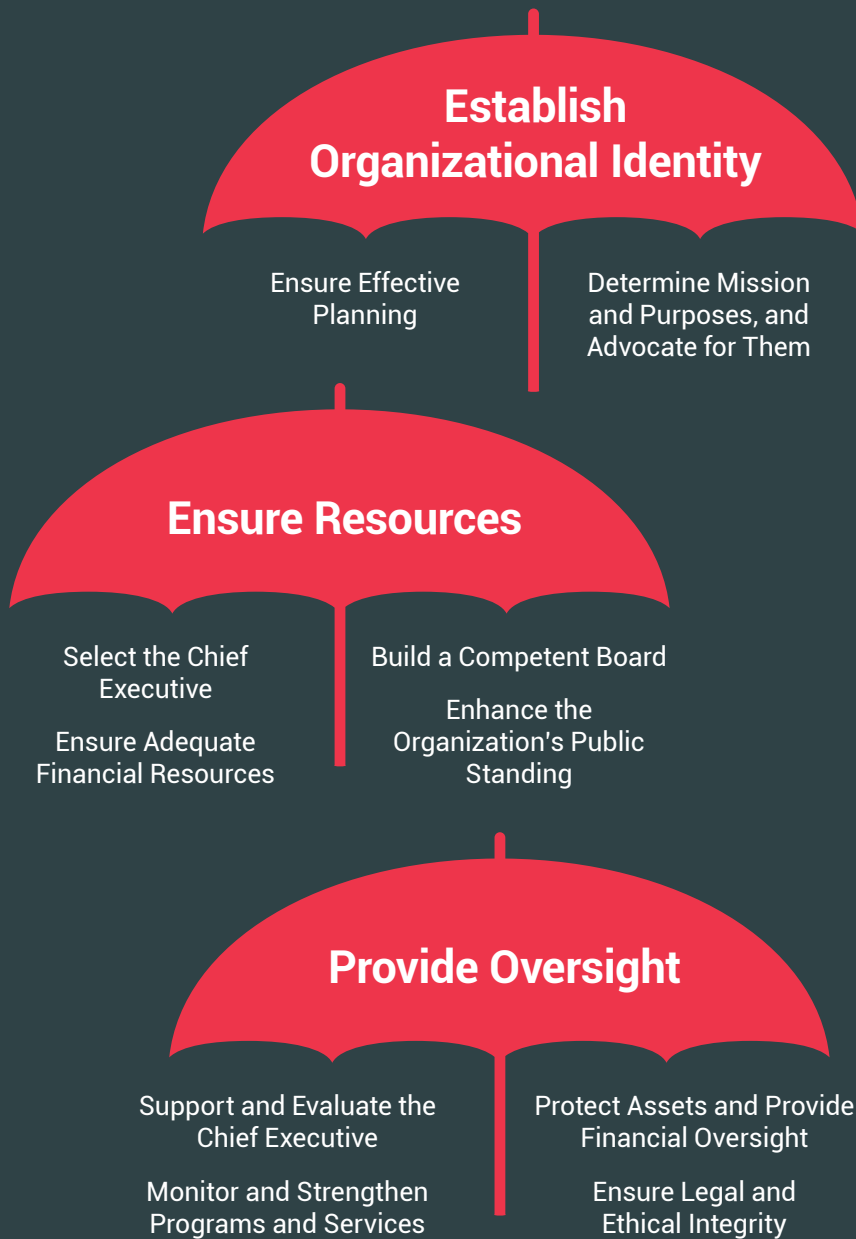 Establish
Organizational Identity
Ensure Effective
Planning
Determine Mission
and Purposes, and
Advocate for Them
Ensure Resources
Select the Chief
Executive
Ensure Adequate
Financial Resources
Build a Competent Board
Enhance the
Organization's Public
Standing
Provide Oversight
Support and Evaluate the
Chief Executive
Monitor and Strengthen
Programs and Services
Protect Assets and Provide
Financial Oversight
Ensure Legal and
Ethical Integrity